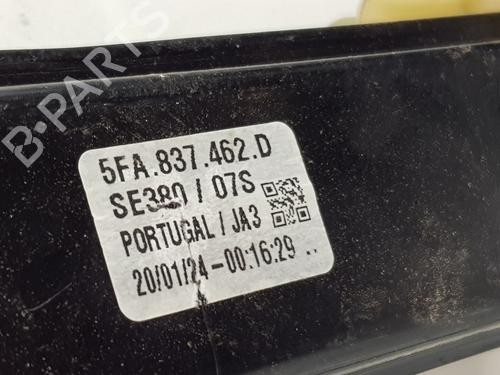 B-PARTS
5FA.837.462.D
SE380 / 07S
PORTUGAL / JA3
20/01/24-00:16:29 ..